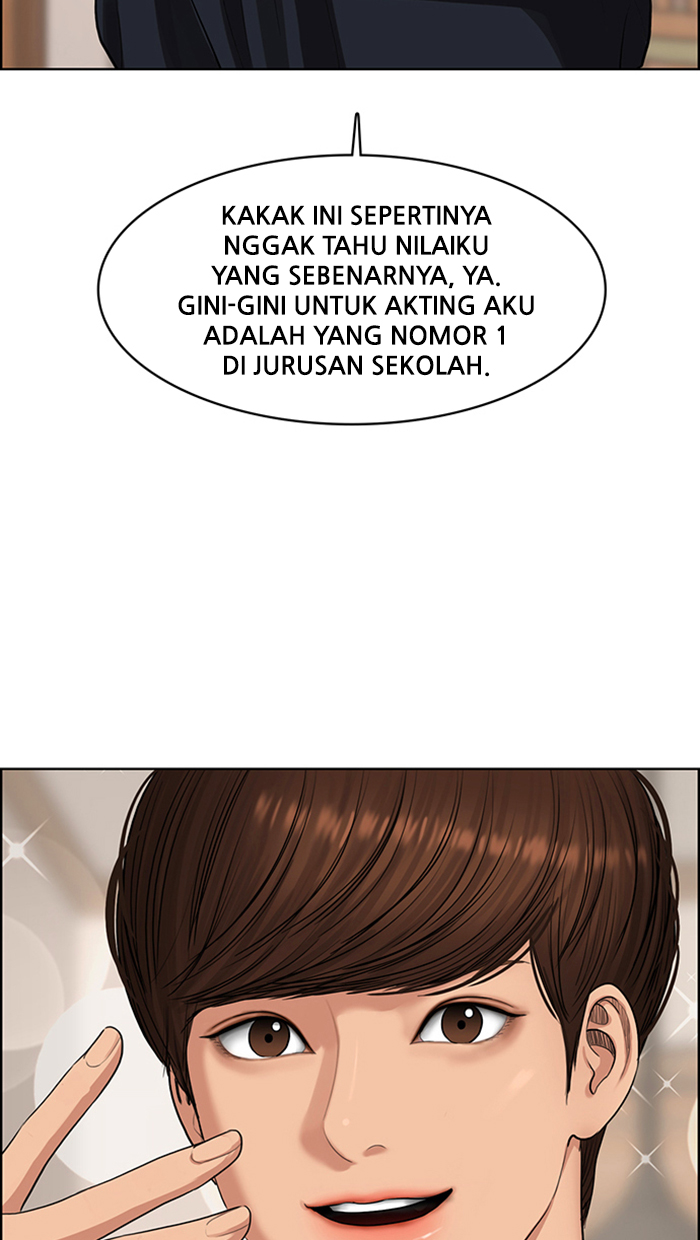 KAKAK INI SEPERTINYA
NGGAK TAHU NILAIKU
YANG SEBENARNYA, YA.
GINI-GINI UNTUK AKTING AKU
ADALAH YANG NOMOR 1
DI JURUSAN SEKOLAH.